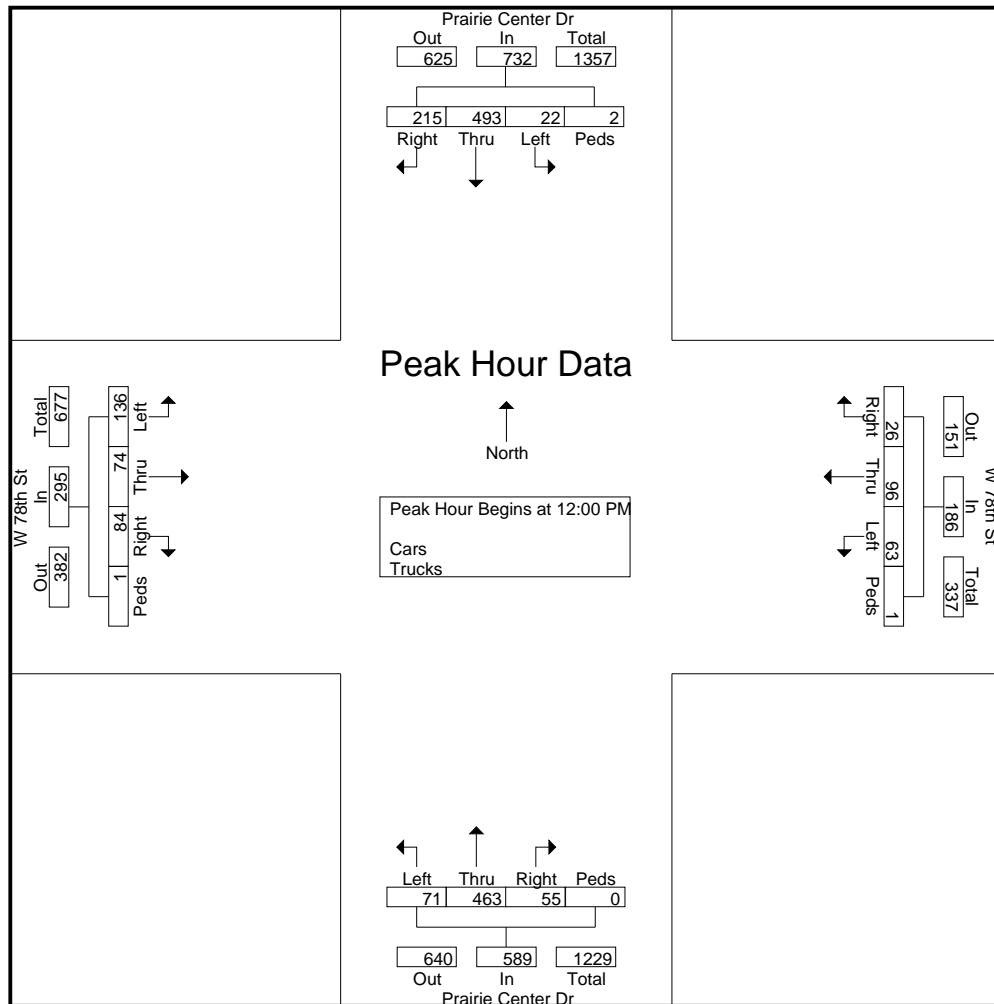 Prairie Center Dr
Out In Total
625 732 1357
215 493 22 2
Right Thru Left Peds
Peak Hour Data
North
Peak Hour Begins at 12:00 PM
Cars
Trucks
W 78th St
Total In Out
677 295 382
136 74 84 1
Left Thru Right Peds
Right Thru Left Peds
26 96 63 1
151 186 337
Out In Total
W 78th St
Left Thru Right Peds
71 463 55 0
640 589 1229
Out In Total
Prairie Center Dr